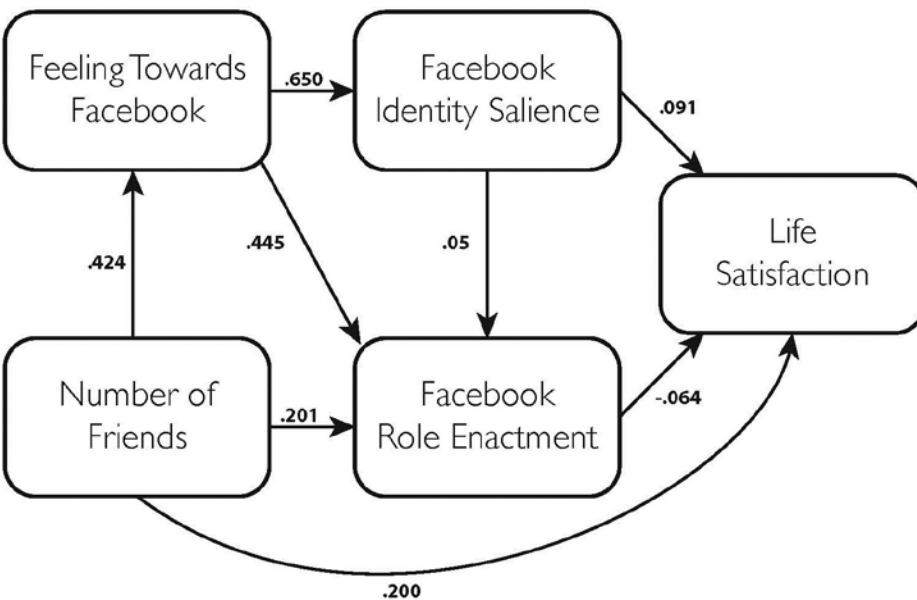 Feeling Towards
Facebook
.650
Facebook
Identity Salience
.091
.424
.445
.05
Life
Satisfaction
Number of
Friends
.201
Facebook
Role Enactment
-.064
.200